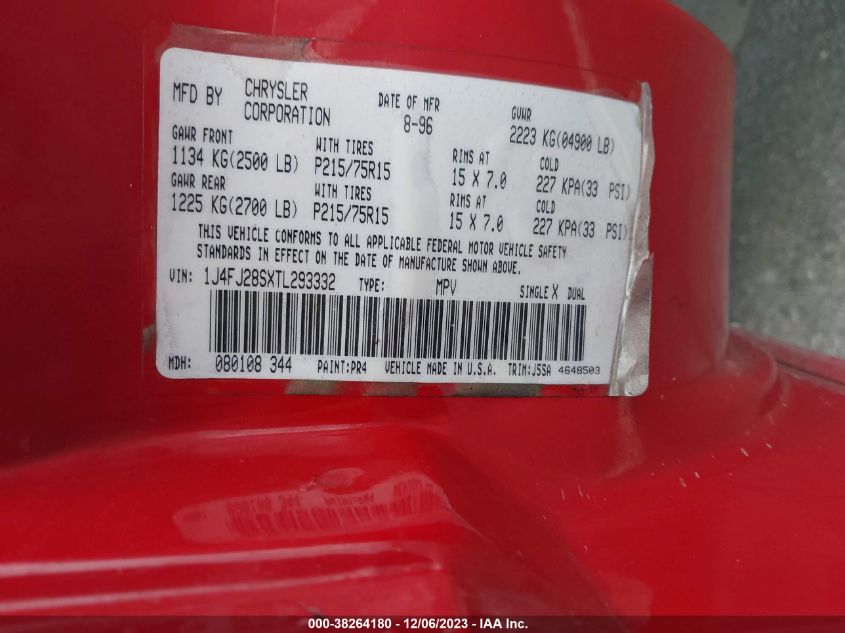 MFD BY CHRYSLER CORPORATION DATE OF MFR 8-96 GVWR 2223 KG(04900 LB)
GAWR FRONT WITH TIRES RIMS AT COLD
1134 KG(2500 LB) P215/75R15 15 X 7.0 227 KPA(33 PSI)
GAWR REAR WITH TIRES RIMS AT COLD
1225 KG(2700 LB) P215/75R15 15 X 7.0 227 KPA(33 PSI)
THIS VEHICLE CONFORMS TO ALL APPLICABLE FEDERAL MOTOR VEHICLE SAFETY
STANDARDS IN EFFECT ON THE DATE OF MANUFACTURE SHOWN ABOVE.
VIN: 1J4FJ28SXTL293332 TYPE: MPV SINGLE X DUAL
MDH: 080108 344 PAINT:PR4 VEHICLE MADE IN U.S.A. TRIM:J5SA 4648503
000-38264180 - 12/06/2023 - COPYRIGHT © IAA, Inc.